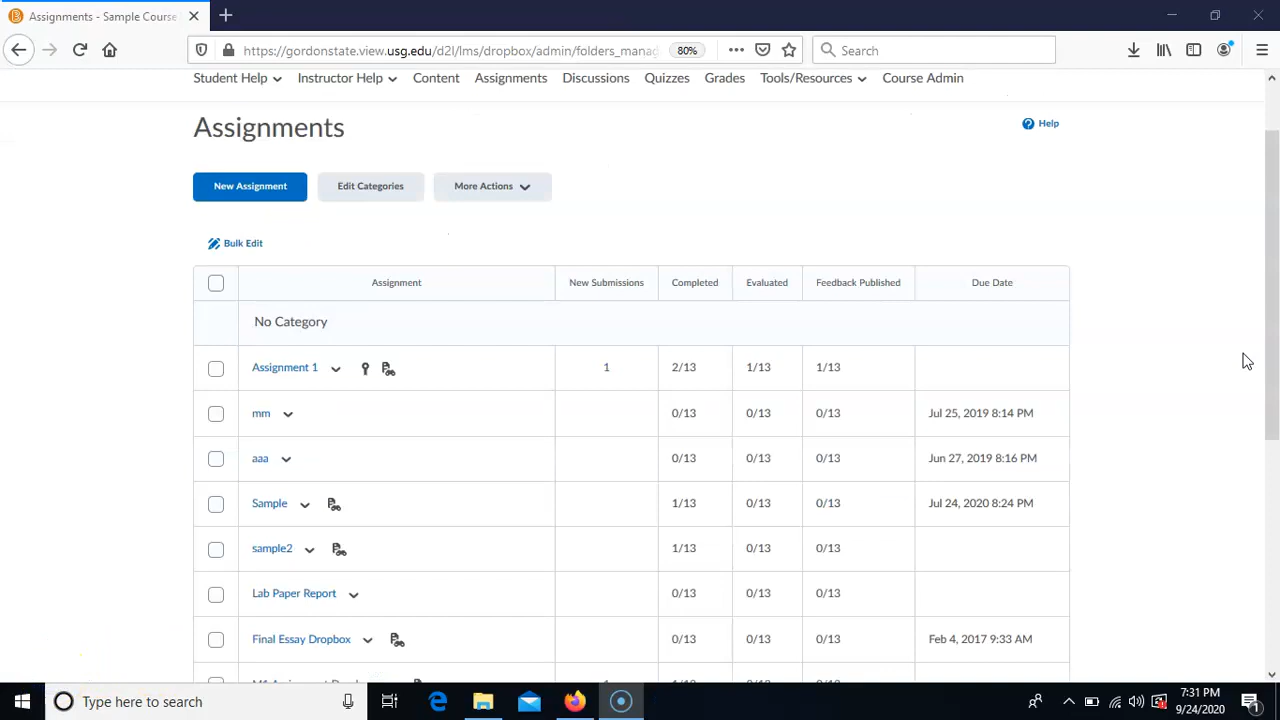 Assignments - Sample Course
https://gordonstate.view.usg.edu/d2l/lms/dropbox/admin/folders_manag 80% Search
Student Help Instructor Help Content Assignments Discussions Quizzes Grades Tools/Resources Course Admin
Assignments
Help
New Assignment Edit Categories More Actions
Bulk Edit
Assignment New Submissions Completed Evaluated Feedback Published Due Date
No Category
Assignment 1 1 2/13 1/13 1/13
mm 0/13 0/13 0/13 Jul 25, 2019 8:14 PM
aaa 0/13 0/13 0/13 Jun 27, 2019 8:16 PM
Sample 1/13 0/13 0/13 Jul 24, 2020 8:24 PM
sample2 1/13 0/13 0/13
Lab Paper Report 0/13 0/13 0/13
Final Essay Dropbox 0/13 0/13 0/13 Feb 4, 2017 9:33 AM
Type here to search
7:31 PM
9/24/2020
1